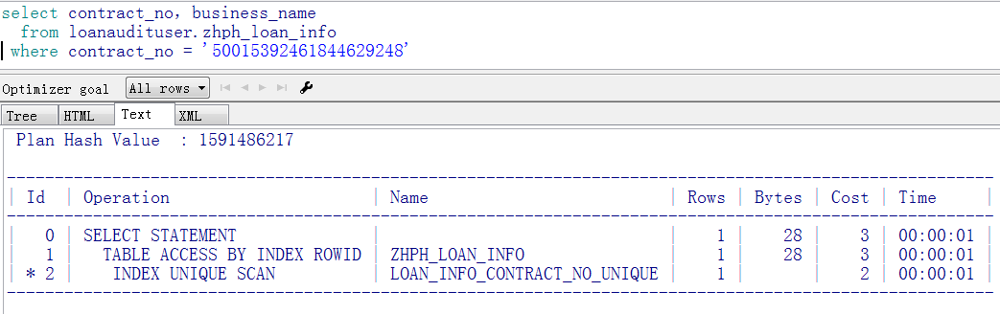 select contract_no, business_name
from loanaudituser.zhph_loan_info
where contract_no = '50015392461844629248'
Optimizer goal All rows
Tree HTML Text XML
Plan Hash Value : 1591486217
| Id | Operation | Name | Rows | Bytes | Cost | Time |
| 0 | SELECT STATEMENT | | 1 | 28 | 3 | 00:00:01 |
| 1 | TABLE ACCESS BY INDEX ROWID | ZHPH_LOAN_INFO | 1 | 28 | 3 | 00:00:01 |
| * 2 | INDEX UNIQUE SCAN | LOAN_INFO_CONTRACT_NO_UNIQUE | 1 | | 2 | 00:00:01 |